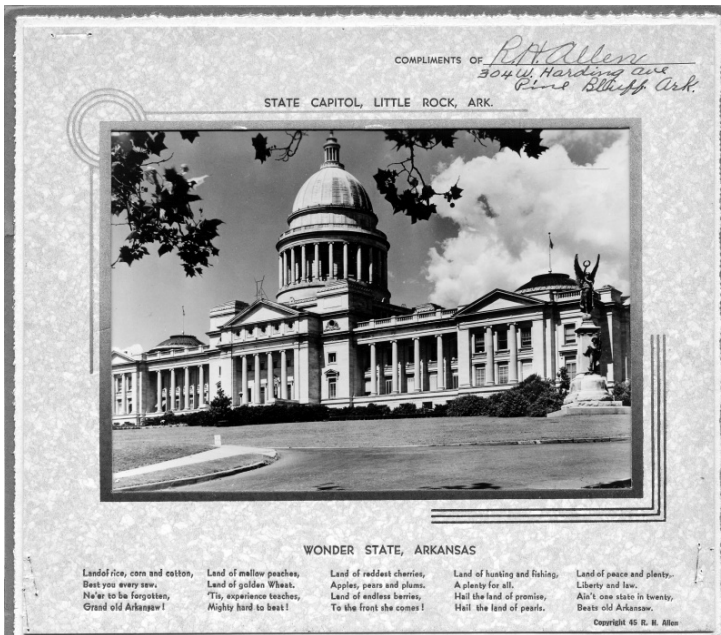 COMPLIMENTS OF R.H. Allen
304 W. Harding ave
Pine Bluff Ark.
STATE CAPITOL, LITTLE ROCK, ARK.
WONDER STATE, ARKANSAS
Land of rice, corn and cotton,
Best you every saw.
Ne'er to be forgotten,
Grand old Arkansaw!
Land of mellow peaches,
Land of golden Wheat.
'Tis, experience teaches,
Mighty hard to beat!
Land of reddest cherries,
Apples, pears and plums.
Land of endless berries,
To the front she comes!
Land of hunting and fishing,
A plenty for all.
Hail the land of promise,
Hail the land of pearls.
Land of peace and plenty,
Liberty and law.
Ain't one state in twenty,
Beats old Arkansaw.
Copyright 45 R. H. Allen